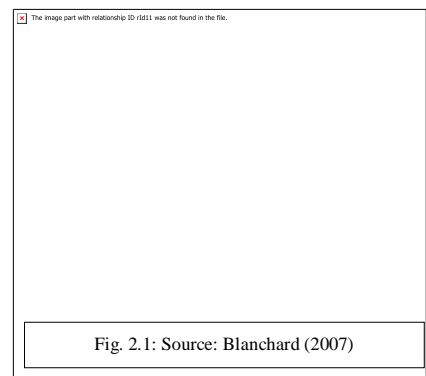 The image part with relationship ID rId11 was not found in the file.
Fig. 2.1: Source: Blanchard (2007)